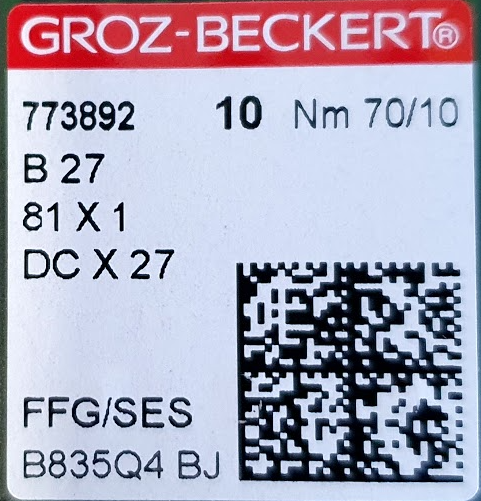 GROZ-BECKERT®
773892 10 Nm 70/10
B 27
81 X 1
DC X 27
FFG/SES
B835Q4 BJ